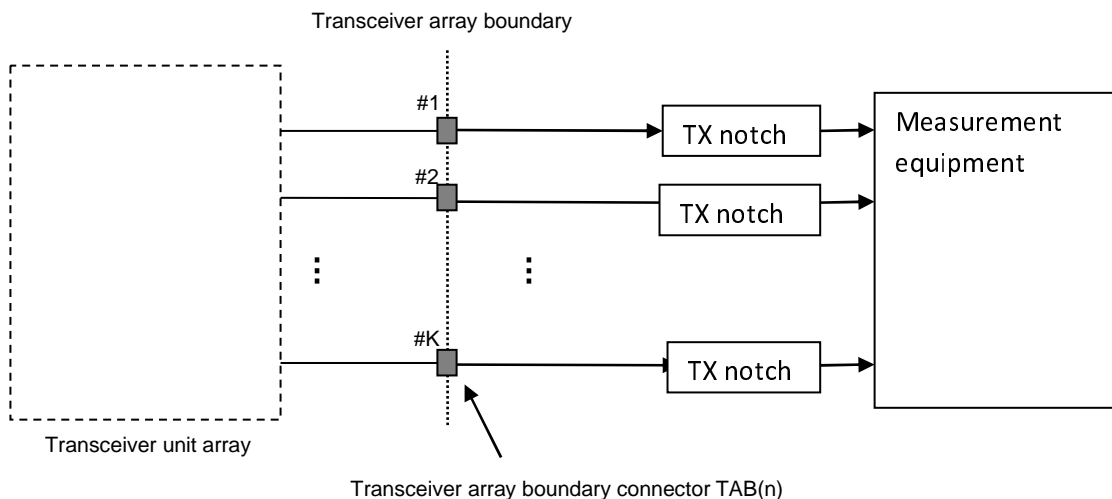 Transceiver array boundary
#1
TX notch
Measurement
equipment
#2
TX notch
#K
TX notch
Transceiver unit array
Transceiver array boundary connector TAB(n)